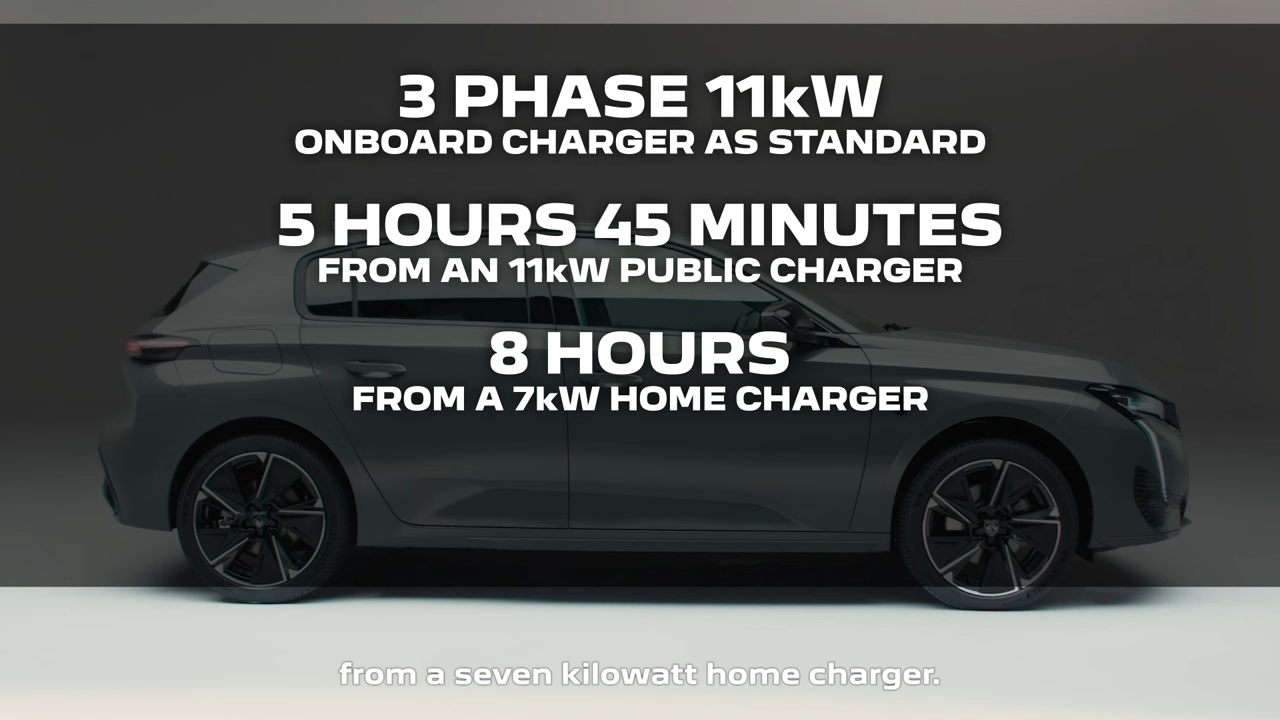 3 PHASE 11kW
ONBOARD CHARGER AS STANDARD
5 HOURS 45 MINUTES
FROM AN 11kW PUBLIC CHARGER
8 HOURS
FROM A 7kW HOME CHARGER
from a seven kilowatt home charger.